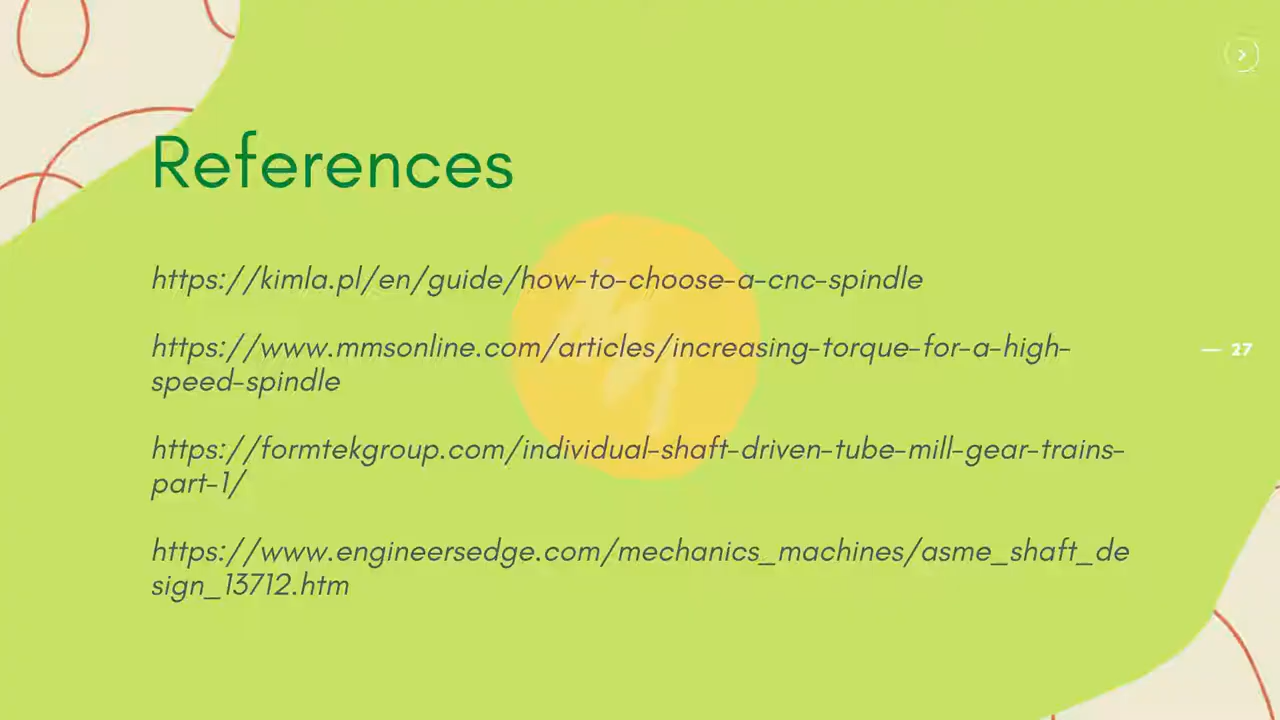 References
https://kimla.pl/en/guide/how-to-choose-a-cnc-spindle
https://www.mmsonline.com/articles/increasing-torque-for-a-high-
speed-spindle
— 27
https://formtekgroup.com/individual-shaft-driven-tube-mill-gear-trains-
part-1/
https://www.engineersedge.com/mechanics_machines/asme_shaft_de
sign_13712.htm